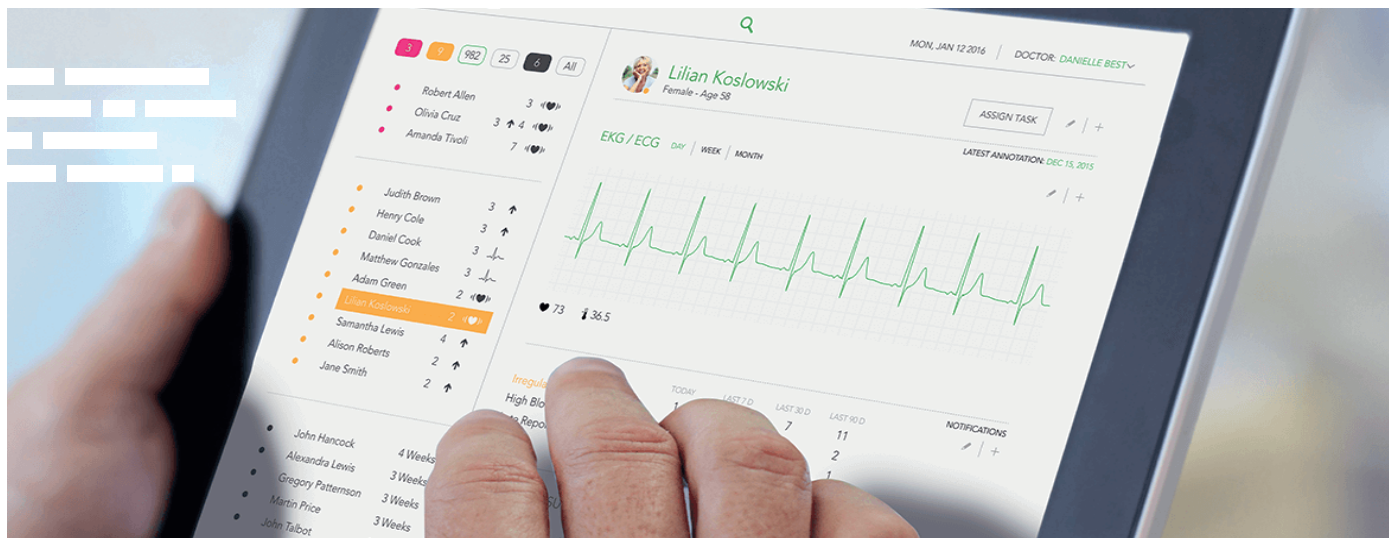 MON, JAN 12 2016 DOCTOR: DANIELLE BEST
3 9 982 25 6 All
Robert Allen 3
Olivia Cruz 3 4
Amanda Tivoli 7
Judith Brown 3
Henry Cole 3
Daniel Cook 3
Matthew Gonzales 3
Adam Green 2
Lilian Koslowski 2
Samantha Lewis 4
Alison Roberts 2
Jane Smith 2
John Hancock 4 Weeks
Alexandra Lewis 3 Weeks
Gregory Patternson 3 Weeks
Martin Price 3 Weeks
John Talbot 3 Weeks
Lilian Koslowski
Female - Age 58
ASSIGN TASK
LATEST ANNOTATION: DEC 15, 2015
EKG / ECG DAY WEEK MONTH
73 36.5
TODAY LAST 7 D LAST 30 D LAST 90 D
7 11
High
2
1
NOTIFICATIONS